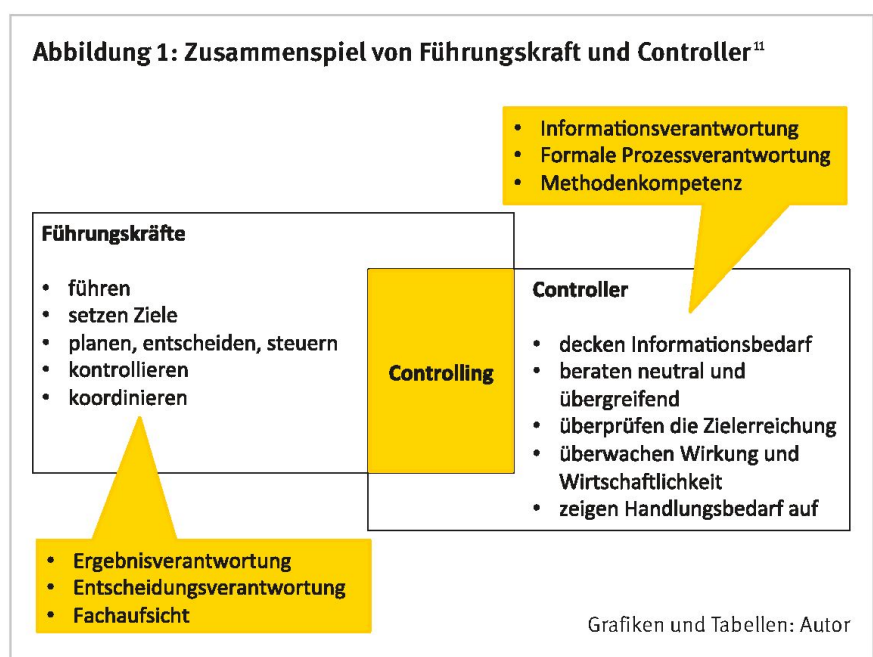 Abbildung 1: Zusammenspiel von Führungskraft und Controller¹¹
• Informationsverantwortung
• Formale Prozessverantwortung
• Methodenkompetenz
Führungskräfte
• führen
• setzen Ziele
• planen, entscheiden, steuern
• kontrollieren
• koordinieren
Controlling
Controller
• decken Informationsbedarf
• beraten neutral und
übergreifend
• überprüfen die Zielerreichung
• überwachen Wirkung und
Wirtschaftlichkeit
• zeigen Handlungsbedarf auf
• Ergebnisverantwortung
• Entscheidungsverantwortung
• Fachaufsicht
Grafiken und Tabellen: Autor